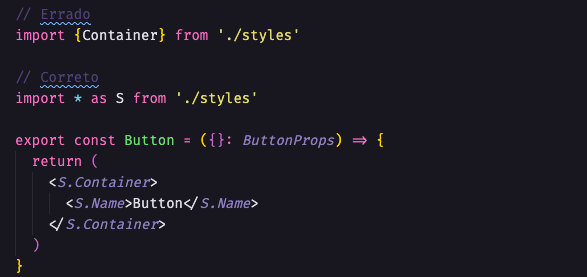 // Errado
import {Container} from './styles'
// Correto
import * as S from './styles'
export const Button = ({}: ButtonProps) => {
return (
<S.Container>
<S.Name>Button</S.Name>
</S.Container>
)
}